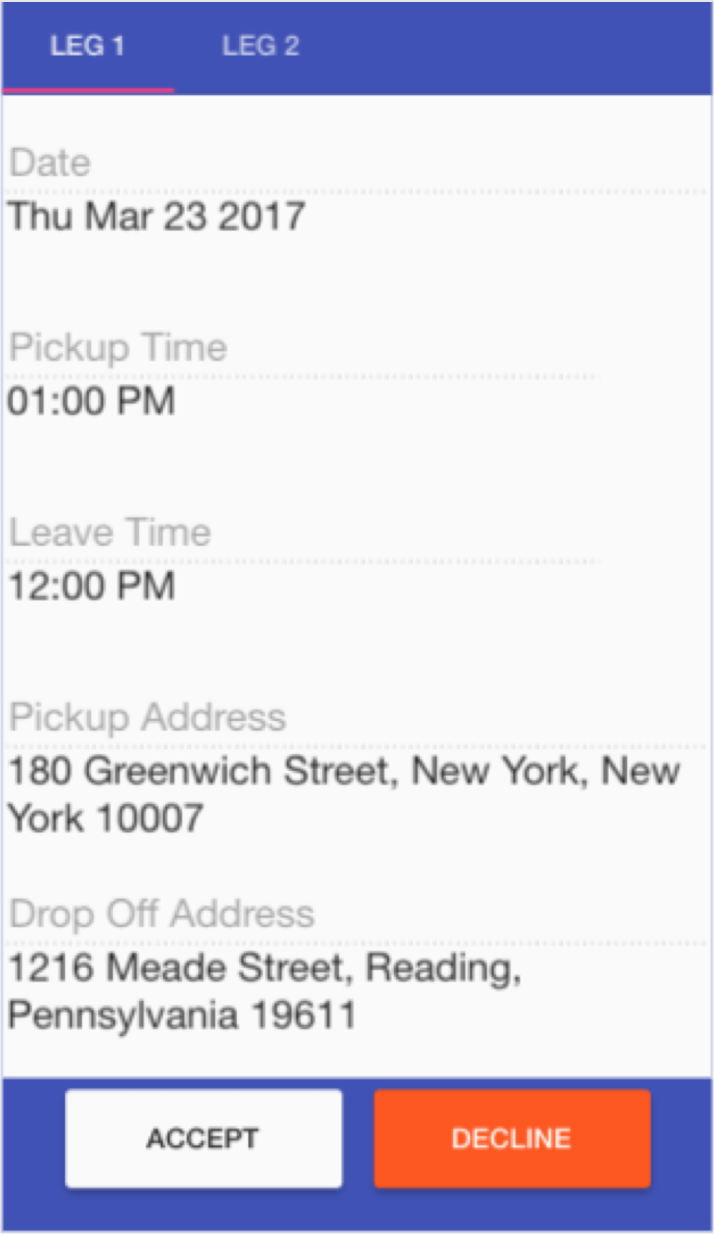 LEG 1 LEG 2
Date
Thu Mar 23 2017
Pickup Time
01:00 PM
Leave Time
12:00 PM
Pickup Address
180 Greenwich Street, New York, New
York 10007
Drop Off Address
1216 Meade Street, Reading,
Pennsylvania 19611
ACCEPT DECLINE